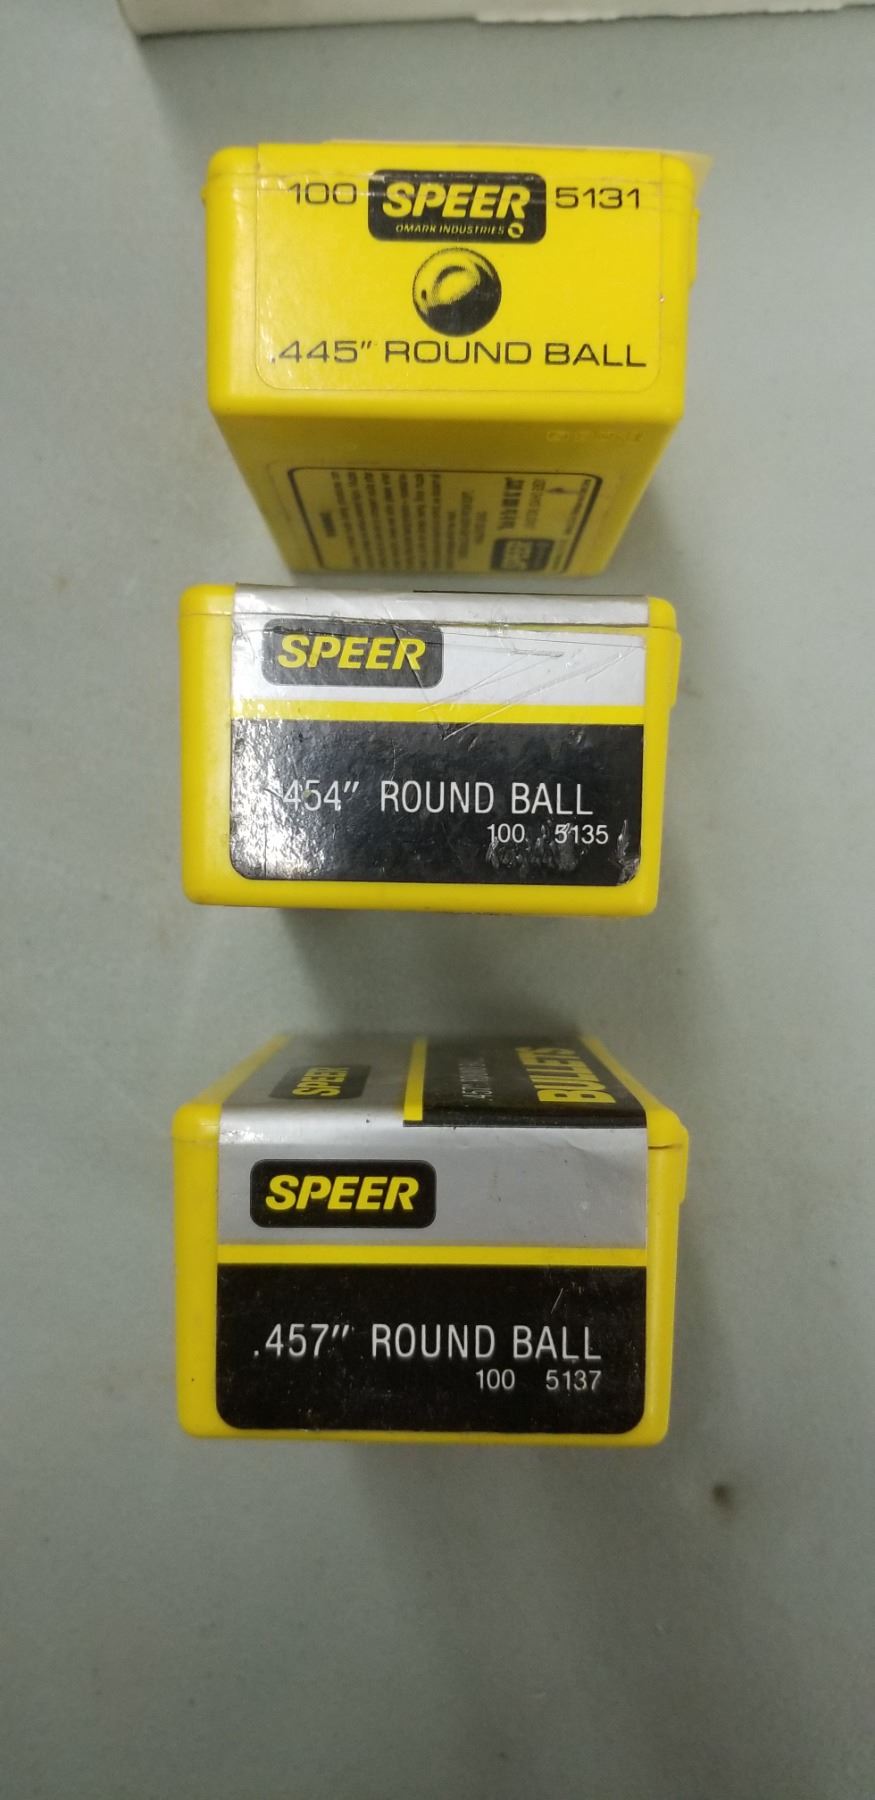 100 SPEER 5131
OMARK INDUSTRIES
.445" ROUND BALL
SPEER
SPEER
454" ROUND BALL
100 5135
SPEER
BULLETS
SPEER
.457" ROUND BALL
100 5137